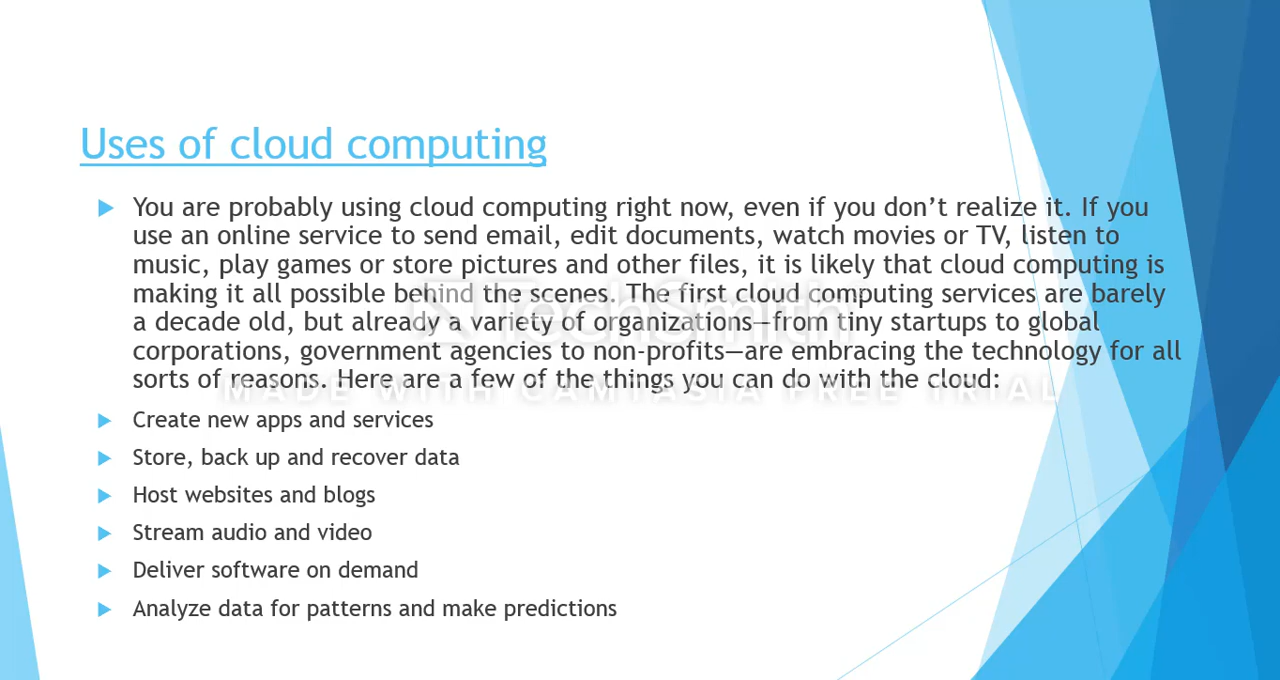 Uses of cloud computing
You are probably using cloud computing right now, even if you don’t realize it. If you
use an online service to send email, edit documents, watch movies or TV, listen to
music, play games or store pictures and other files, it is likely that cloud computing is
making it all possible behind the scenes. The first cloud computing services are barely
a decade old, but already a variety of organizations—from tiny startups to global
corporations, government agencies to non-profits—are embracing the technology for all
sorts of reasons. Here are a few of the things you can do with the cloud:
TechSmith
MADE WITH CAMTASIA FREE TRIAL
Create new apps and services
Store, back up and recover data
Host websites and blogs
Stream audio and video
Deliver software on demand
Analyze data for patterns and make predictions